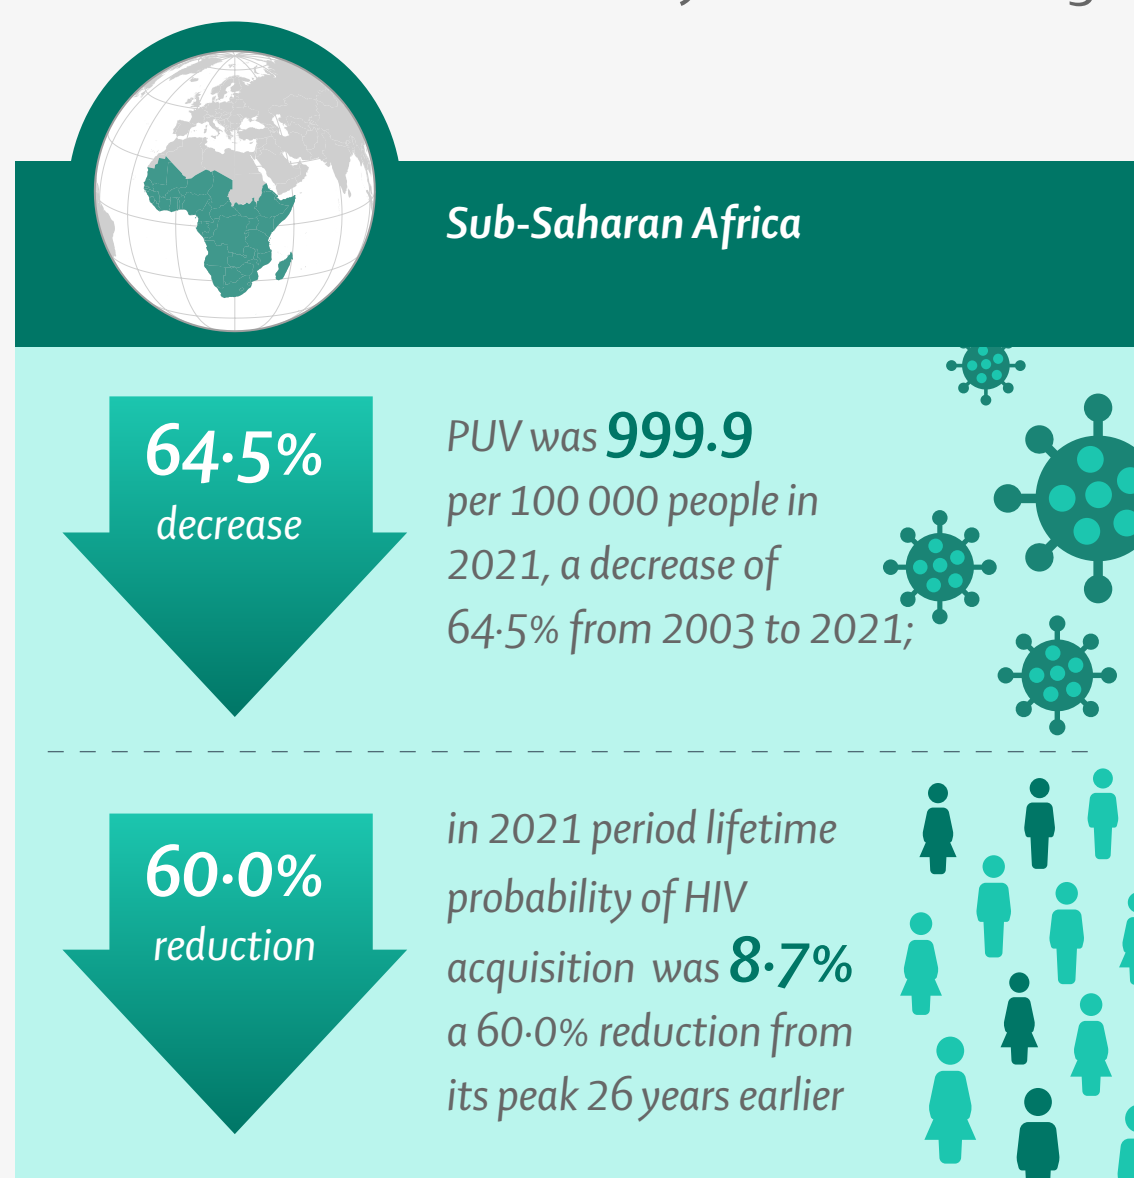 Sub-Saharan Africa
64·5%
decrease
PUV was 999.9
per 100 000 people in
2021, a decrease of
64·5% from 2003 to 2021;
60·0%
reduction
in 2021 period lifetime
probability of HIV
acquisition was 8·7%
a 60·0% reduction from
its peak 26 years earlier